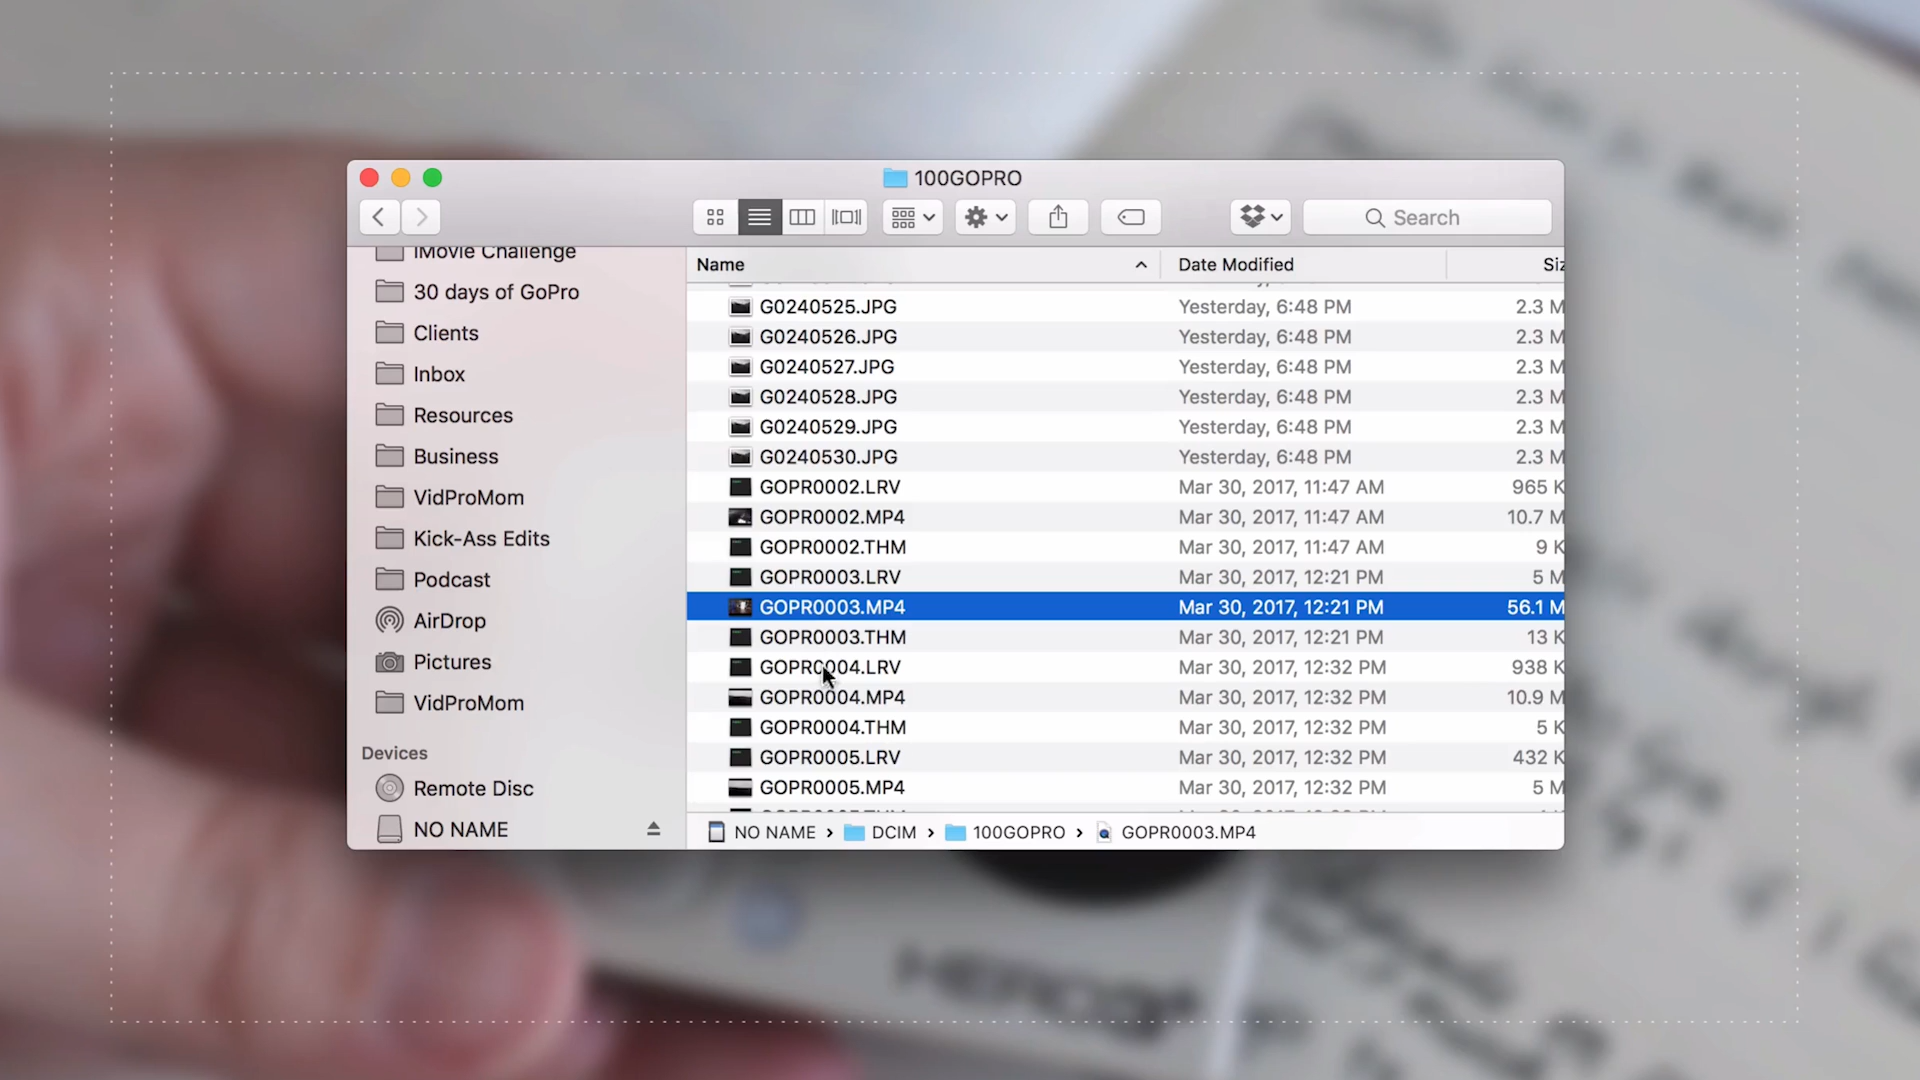 100GOPRO
Search
iMovie Challenge
30 days of GoPro
Clients
Inbox
Resources
Business
VidProMom
Kick-Ass Edits
Podcast
AirDrop
Pictures
VidProMom
Devices
Remote Disc
NO NAME
Name Date Modified Siz
G0240525.JPG Yesterday, 6:48 PM 2.3 M
G0240526.JPG Yesterday, 6:48 PM 2.3 M
G0240527.JPG Yesterday, 6:48 PM 2.3 M
G0240528.JPG Yesterday, 6:48 PM 2.3 M
G0240529.JPG Yesterday, 6:48 PM 2.3 M
G0240530.JPG Yesterday, 6:48 PM 2.3 M
GOPR0002.LRV Mar 30, 2017, 11:47 AM 965 K
GOPR0002.MP4 Mar 30, 2017, 11:47 AM 10.7 M
GOPR0002.THM Mar 30, 2017, 11:47 AM 9 K
GOPR0003.LRV Mar 30, 2017, 12:21 PM 5 M
GOPR0003.MP4 Mar 30, 2017, 12:21 PM 56.1 M
GOPR0003.THM Mar 30, 2017, 12:21 PM 13 K
GOPR0004.LRV Mar 30, 2017, 12:32 PM 938 K
GOPR0004.MP4 Mar 30, 2017, 12:32 PM 10.9 M
GOPR0004.THM Mar 30, 2017, 12:32 PM 5 K
GOPR0005.LRV Mar 30, 2017, 12:32 PM 432 K
GOPR0005.MP4 Mar 30, 2017, 12:32 PM 5 M
NO NAME › DCIM › 100GOPRO › GOPR0003.MP4